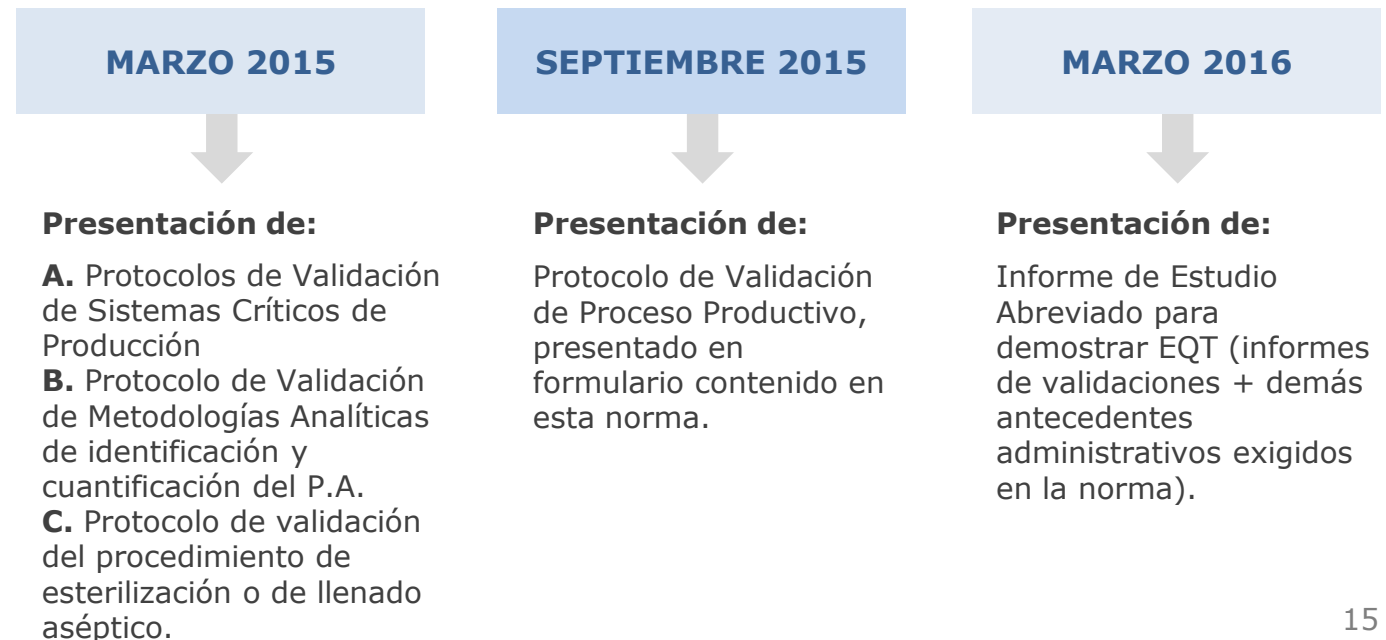 MARZO 2015
Presentación de:
A. Protocolos de Validación
de Sistemas Críticos de
Producción
B. Protocolo de Validación
de Metodologías Analíticas
de identificación y
cuantificación del P.A.
C. Protocolo de validación
del procedimiento de
esterilización o de llenado
aséptico.
SEPTIEMBRE 2015
Presentación de:
Protocolo de Validación
de Proceso Productivo,
presentado en
formulario contenido en
esta norma.
MARZO 2016
Presentación de:
Informe de Estudio
Abreviado para
demostrar EQT (informes
de validaciones + demás
antecedentes
administrativos exigidos
en la norma).
15